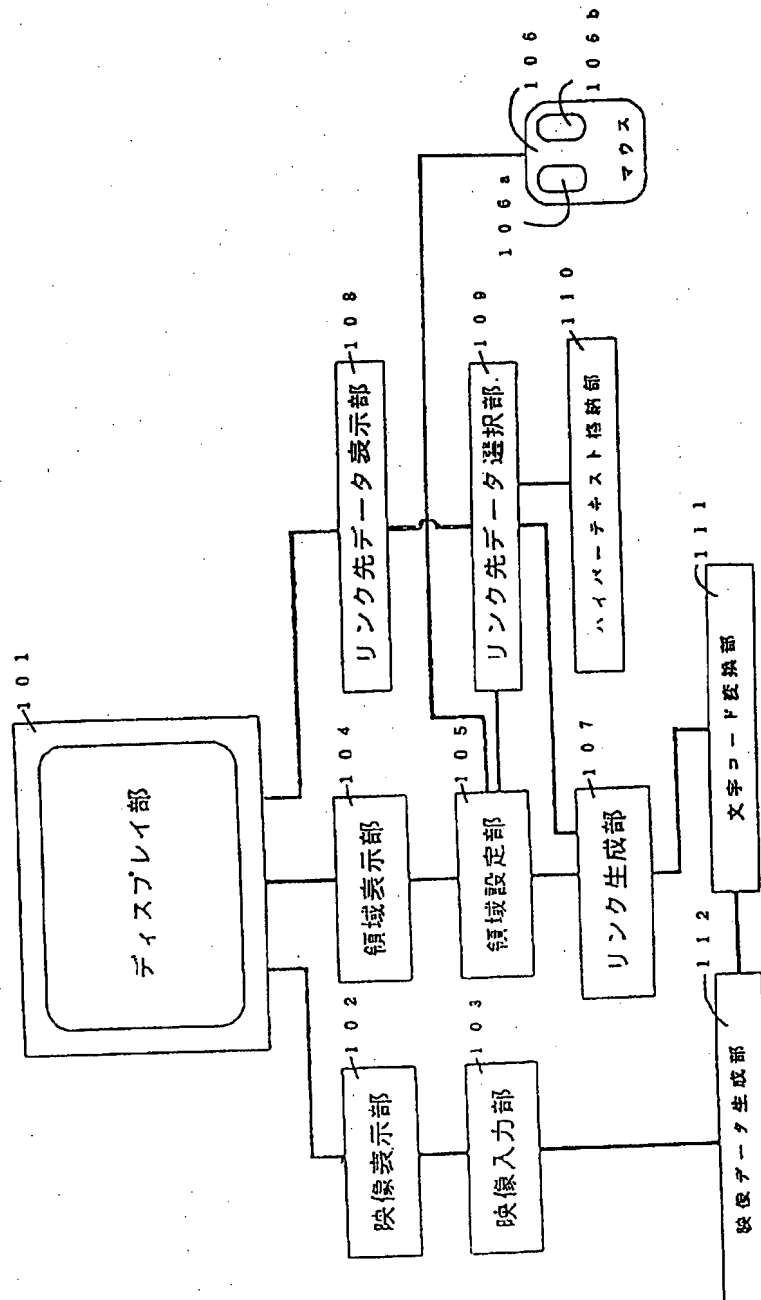 101
ディスプレイ部
102
映像表示部
104
領域表示部
108
リンク先データ表示部
103
映像入力部
105
領域設定部
109
リンク先データ選択部
106
106a
106b
マウス
107
リンク生成部
110
ハイパーテキスト格納部
112
映像データ生成部
111
文字コード変換部